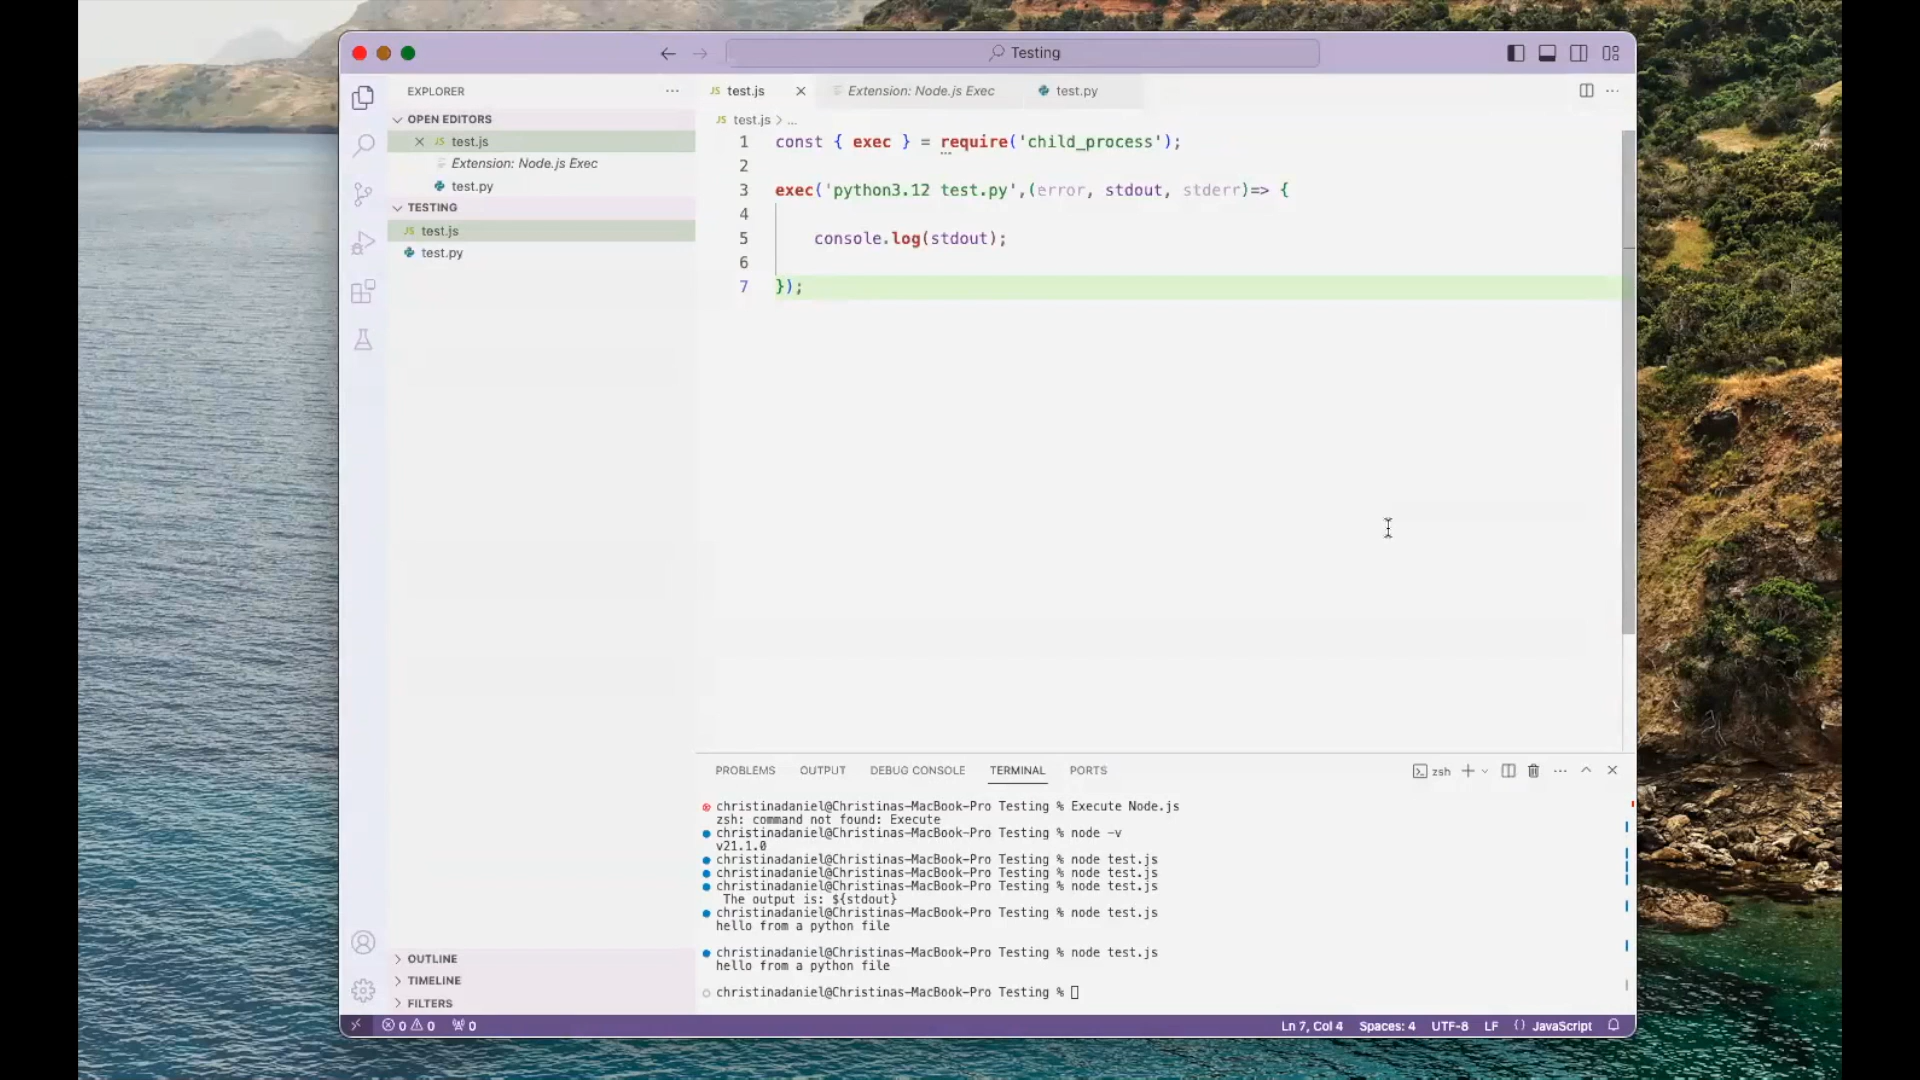 Testing
EXPLORER
OPEN EDITORS
JS test.js
Extension: Node.js Exec
test.py
TESTING
JS test.js
test.py
OUTLINE
TIMELINE
FILTERS
JS test.js
Extension: Node.js Exec
test.py
JS test.js > ...
1 const { exec } = require('child_process');
2
3 exec('python3.12 test.py',(error, stdout, stderr)=> {
4
5 console.log(stdout);
6
7 });
PROBLEMS OUTPUT DEBUG CONSOLE TERMINAL PORTS
zsh
christinadaniel@Christinas-MacBook-Pro Testing % Execute Node.js
zsh: command not found: Execute
christinadaniel@Christinas-MacBook-Pro Testing % node -v
v21.1.0
christinadaniel@Christinas-MacBook-Pro Testing % node test.js
christinadaniel@Christinas-MacBook-Pro Testing % node test.js
christinadaniel@Christinas-MacBook-Pro Testing % node test.js
The output is: ${stdout}
christinadaniel@Christinas-MacBook-Pro Testing % node test.js
hello from a python file
christinadaniel@Christinas-MacBook-Pro Testing % node test.js
hello from a python file
christinadaniel@Christinas-MacBook-Pro Testing %
0 0 0
Ln 7, Col 4 Spaces: 4 UTF-8 LF {} JavaScript